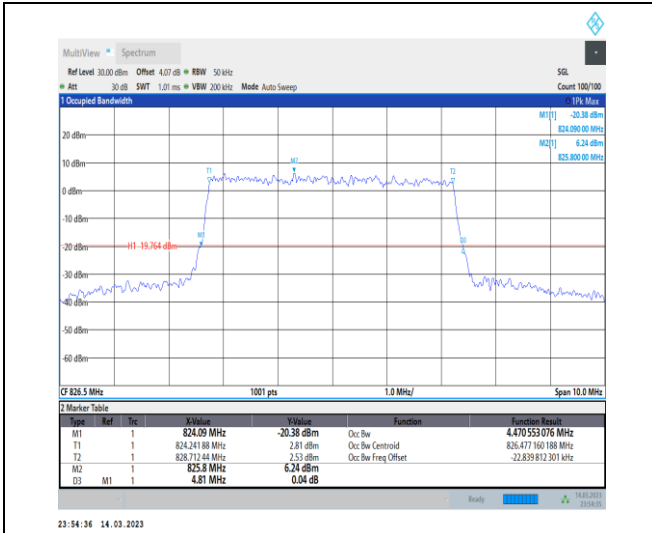 MultiView Spectrum
Ref Level 30.00 dBm Offset 4.07 dB RBW 50 kHz SGL
Att 30 dB SWT 1.01 ms VBW 200 kHz Mode Auto Sweep Count 100/100
1 Occupied Bandwidth 1Pk Max
M1[1] -20.38 dBm
824.090 00 MHz
20 dBm M2[1] 6.24 dBm
825.800 00 MHz
10 dBm
T1 M2 T2
0 dBm
-10 dBm
M1 D3
-20 dBm H1 -19.764 dBm
-30 dBm
-40 dBm
-50 dBm
-60 dBm
CF 826.5 MHz 1001 pts 1.0 MHz/ Span 10.0 MHz
2 Marker Table
Type Ref Trc X-Value Y-Value Function Function Result
M1 1 824.09 MHz -20.38 dBm Occ Bw 4.470 553 076 MHz
T1 1 824.241 88 MHz 2.81 dBm Occ Bw Centroid 826.477 160 188 MHz
T2 1 828.712 44 MHz 2.53 dBm Occ Bw Freq Offset -22.839 812 301 kHz
M2 1 825.8 MHz 6.24 dBm
D3 M1 1 4.81 MHz 0.04 dB
Ready 14.03.2023
23:54:35
23:54:36 14.03.2023